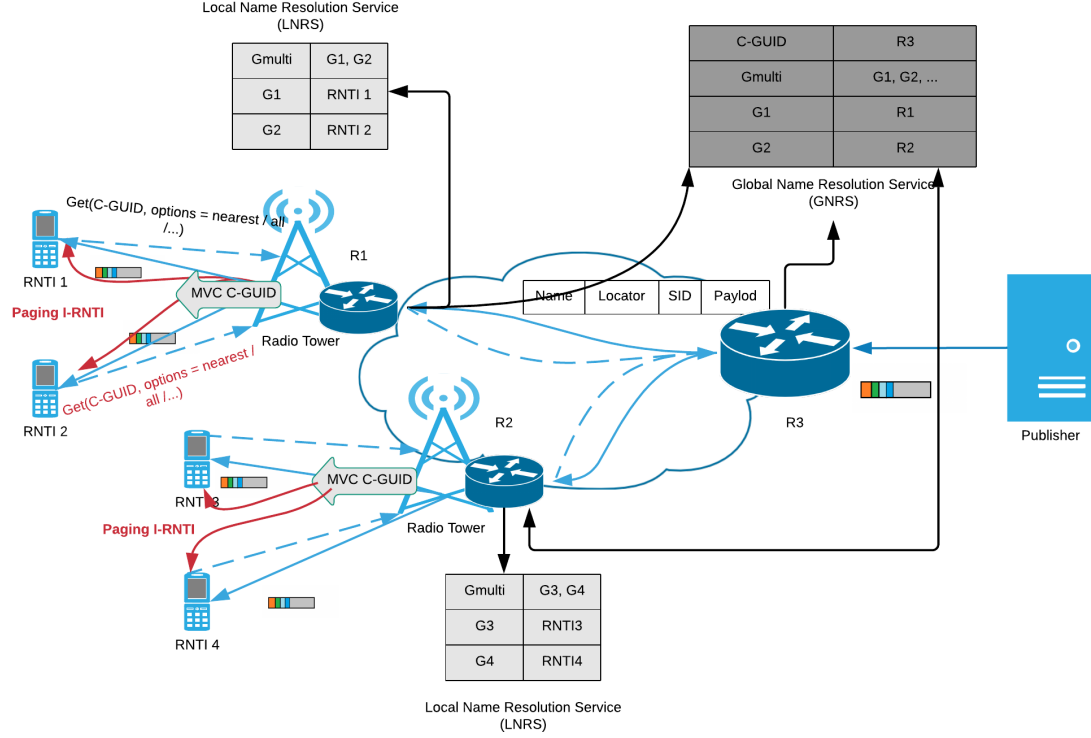 Local Name Resolution Service
(LNRS)
Gmulti G1, G2
G1 RNTI 1
G2 RNTI 2
C-GUID R3
Gmulti G1, G2, ...
G1 R1
G2 R2
Global Name Resolution Service
(GNRS)
Get(C-GUID, options = nearest / all
/...)
RNTI 1
MVC C-GUID
R1
Paging I-RNTI
Radio Tower
Name Locator SID Paylod
Get(C-GUID, options = nearest /
all /...)
RNTI 2
R2
R3
Publisher
MVC C-GUID
RNTI 3
Paging I-RNTI
Radio Tower
RNTI 4
Gmulti G3, G4
G3 RNTI3
G4 RNTI4
Local Name Resolution Service
(LNRS)